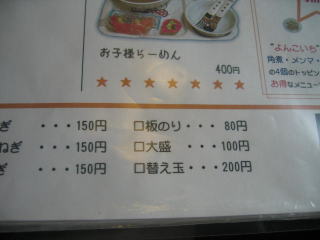 お子様らーめん
400円
"よんこいち
角煮・メンマ・
の4個のトッピン
お得なメニュー
ぎ ・・・150円
ねぎ ・・・150円
ぎ ・・・150円
□板のり・・・ 80円
□大盛 ・・・100円
□替え玉・・・200円